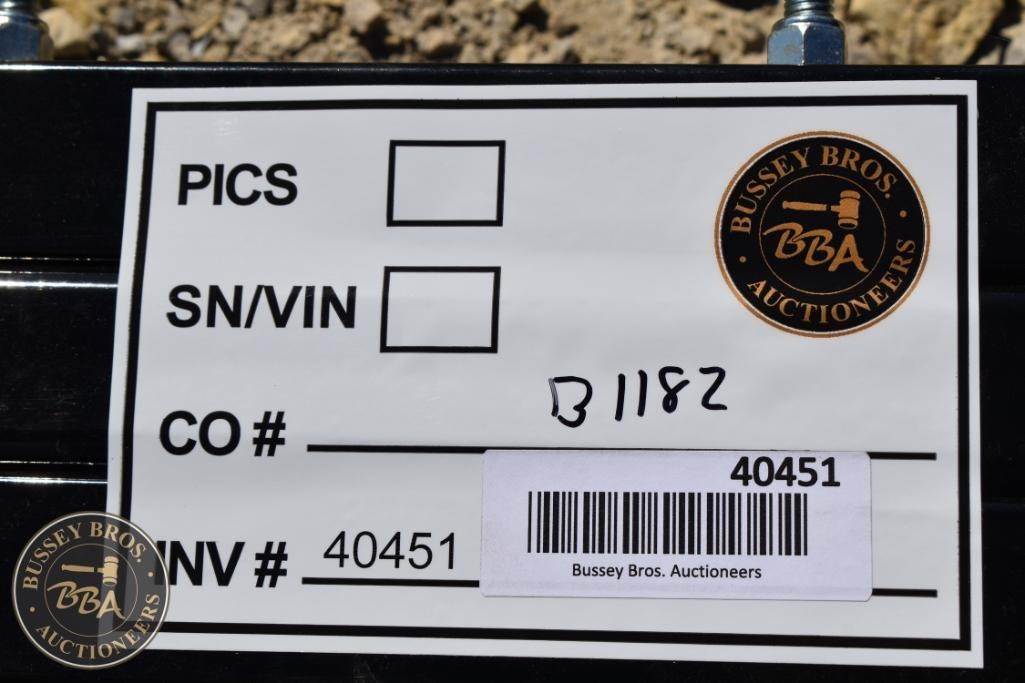 PICS
BUSSEY BROS.
BBA
AUCTIONEERS
SN/VIN
CO # B1182
40451
INV # 40451
Bussey Bros. Auctioneers
BUSSEY BROS.
BBA
AUCTIONEERS